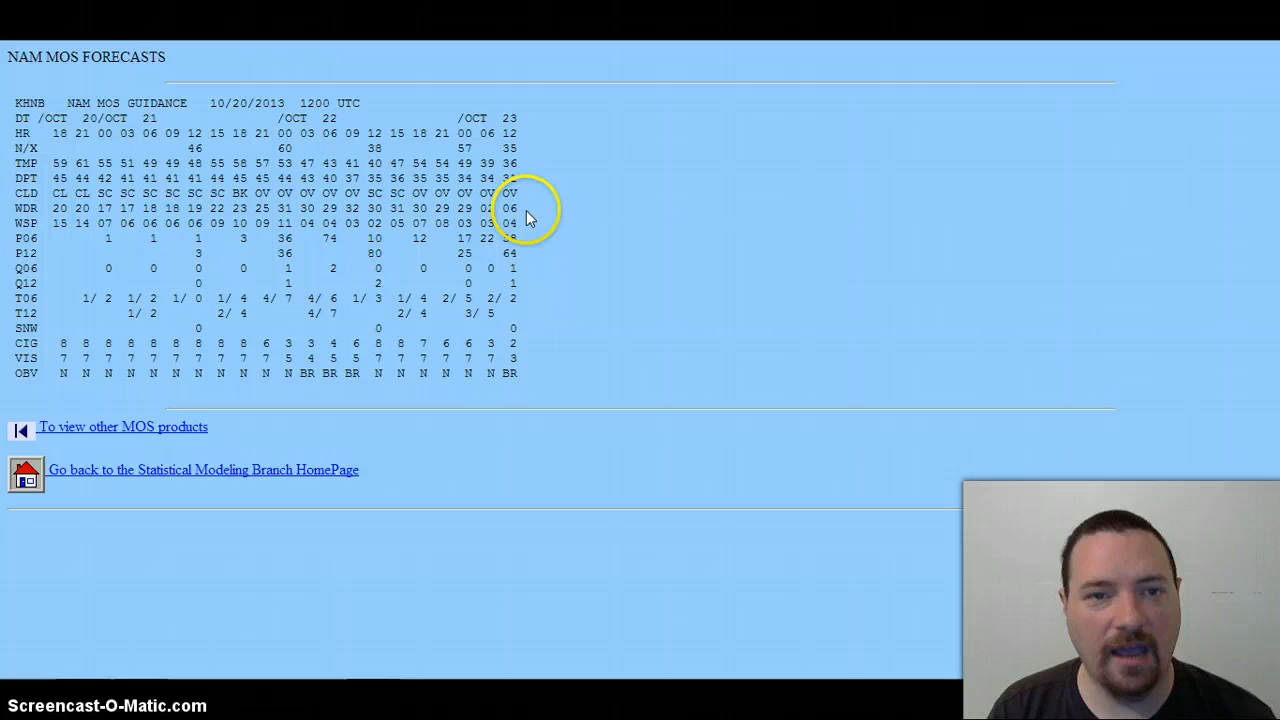 NAM MOS FORECASTS
KHNB NAM MOS GUIDANCE 10/20/2013 1200 UTC
DT /OCT 20/OCT 21 /OCT 22 /OCT 23
HR 18 21 00 03 06 09 12 15 18 21 00 03 06 09 12 15 18 21 00 06 12
N/X 46 60 38 57 35
TMP 59 61 55 51 49 49 48 55 58 57 53 47 43 41 40 47 54 54 49 39 36
DPT 45 44 42 41 41 41 41 44 45 45 44 43 40 37 35 36 35 35 34 34
CLD CL CL SC SC SC SC SC SC BK OV OV OV OV OV SC SC OV OV OV OV OV
WDR 20 20 17 17 18 18 19 22 23 25 31 30 29 32 30 31 30 29 29 02 06
WSP 15 14 07 06 06 06 06 09 10 09 11 04 04 03 02 05 07 08 03 03 04
P06 1 1 1 3 36 74 10 12 17 22
P12 3 36 80 25 64
Q06 0 0 0 0 1 2 0 0 0 0 1
Q12 0 1 2 0 1
T06 1/ 2 1/ 2 1/ 0 1/ 4 4/ 7 4/ 6 1/ 3 1/ 4 2/ 5 2/ 2
T12 1/ 2 2/ 4 4/ 7 2/ 4 3/ 5
SNW 0 0 0
CIG 8 8 8 8 8 8 8 8 8 6 3 3 4 6 8 8 7 6 6 3 2
VIS 7 7 7 7 7 7 7 7 7 7 5 4 5 5 7 7 7 7 7 7 3
OBV N N N N N N N N N N N BR BR BR N N N N N N BR
To view other MOS products
Go back to the Statistical Modeling Branch HomePage
Screencast-O-Matic.com